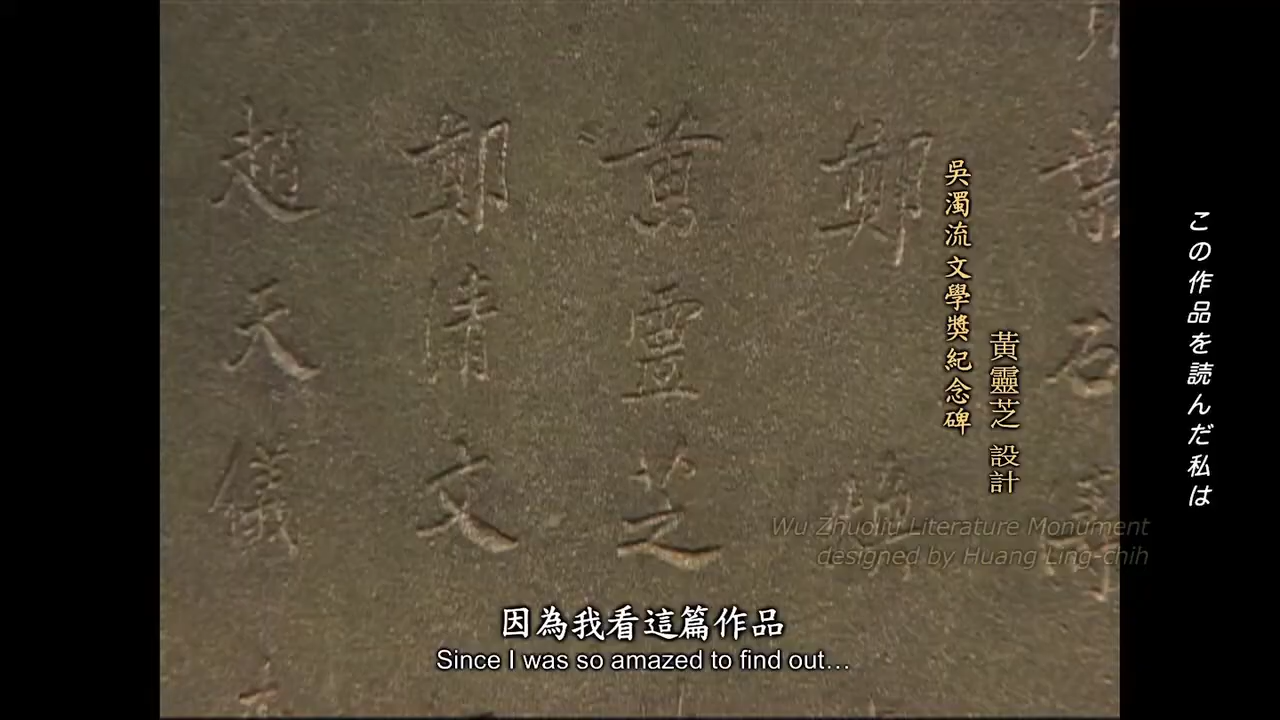 黃靈芝 設計
吳濁流文學獎紀念碑
Wu Zhuoliu Literature Monument
designed by Huang Ling-chih
この作品を読んだ私は
鄭
黃靈芝
鄭清文
趙天儀
因為我看這篇作品
Since I was so amazed to find out…